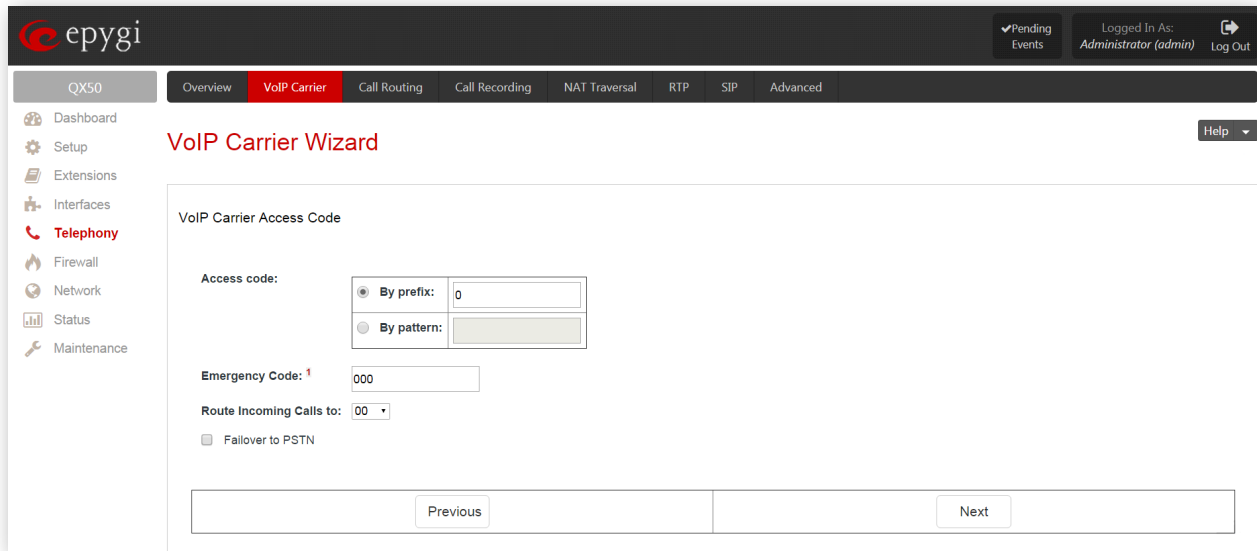 epygi
✔Pending Events
Logged In As:
Administrator (admin)
Log Out
QX50
Overview VoIP Carrier Call Routing Call Recording NAT Traversal RTP SIP Advanced
Dashboard
Setup
Extensions
Interfaces
Telephony
Firewall
Network
Status
Maintenance
VoIP Carrier Wizard
Help
VoIP Carrier Access Code
Access code:
By prefix: 0
By pattern:
Emergency Code: 1 000
Route Incoming Calls to: 00
Failover to PSTN
Previous Next